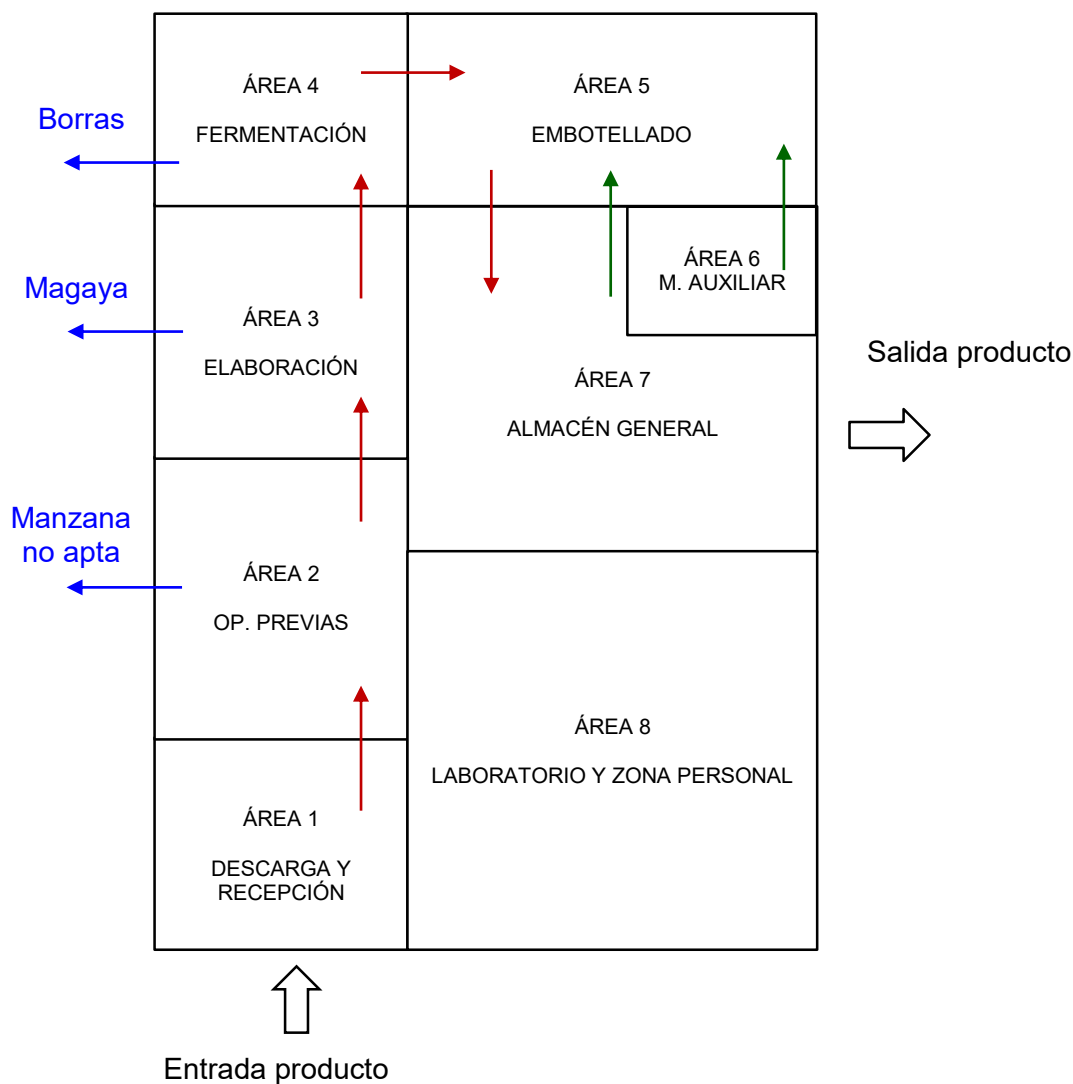 ÁREA 4
FERMENTACIÓN
ÁREA 5
EMBOTELLADO
Borras
ÁREA 6
M. AUXILIAR
Magaya
ÁREA 3
ELABORACIÓN
Salida producto
ÁREA 7
ALMACÉN GENERAL
Manzana
no apta
ÁREA 2
OP. PREVIAS
ÁREA 8
LABORATORIO Y ZONA PERSONAL
ÁREA 1
DESCARGA Y
RECEPCIÓN
Entrada producto